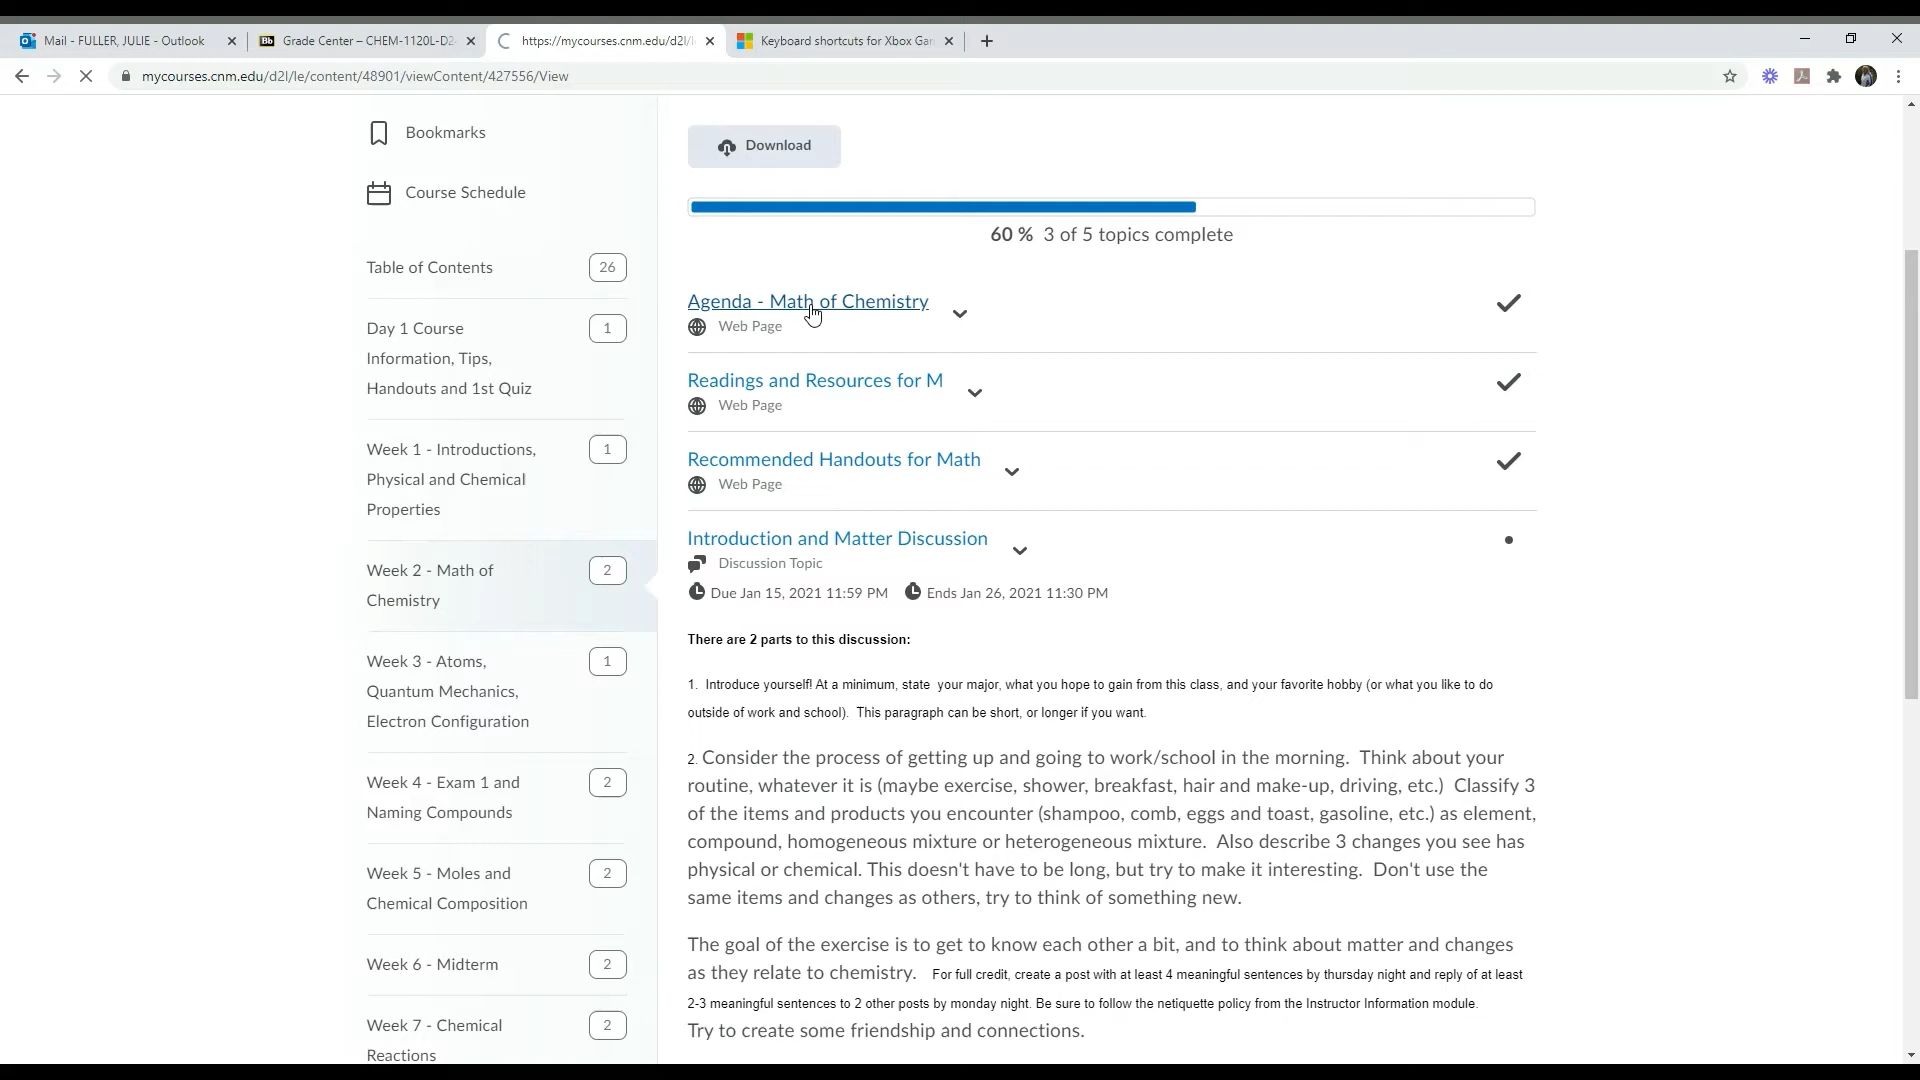 Mail - FULLER, JULIE - Outlook
Grade Center – CHEM-1120L-D2
https://mycourses.cnm.edu/d2l/l
Keyboard shortcuts for Xbox Gan
mycourses.cnm.edu/d2l/le/content/48901/viewContent/427556/View
Bookmarks
Course Schedule
Table of Contents 26
Day 1 Course 1
Information, Tips,
Handouts and 1st Quiz
Week 1 - Introductions, 1
Physical and Chemical
Properties
Week 2 - Math of 2
Chemistry
Week 3 - Atoms, 1
Quantum Mechanics,
Electron Configuration
Week 4 - Exam 1 and 2
Naming Compounds
Week 5 - Moles and 2
Chemical Composition
Week 6 - Midterm 2
Week 7 - Chemical 2
Reactions
Download
60 % 3 of 5 topics complete
Agenda - Math of Chemistry
Web Page
Readings and Resources for M
Web Page
Recommended Handouts for Math
Web Page
Introduction and Matter Discussion
Discussion Topic
Due Jan 15, 2021 11:59 PM Ends Jan 26, 2021 11:30 PM
There are 2 parts to this discussion:
1. Introduce yourself! At a minimum, state your major, what you hope to gain from this class, and your favorite hobby (or what you like to do
outside of work and school). This paragraph can be short, or longer if you want.
2. Consider the process of getting up and going to work/school in the morning. Think about your
routine, whatever it is (maybe exercise, shower, breakfast, hair and make-up, driving, etc.) Classify 3
of the items and products you encounter (shampoo, comb, eggs and toast, gasoline, etc.) as element,
compound, homogeneous mixture or heterogeneous mixture. Also describe 3 changes you see has
physical or chemical. This doesn't have to be long, but try to make it interesting. Don't use the
same items and changes as others, try to think of something new.
The goal of the exercise is to get to know each other a bit, and to think about matter and changes
as they relate to chemistry. For full credit, create a post with at least 4 meaningful sentences by thursday night and reply of at least
2-3 meaningful sentences to 2 other posts by monday night. Be sure to follow the netiquette policy from the Instructor Information module.
Try to create some friendship and connections.